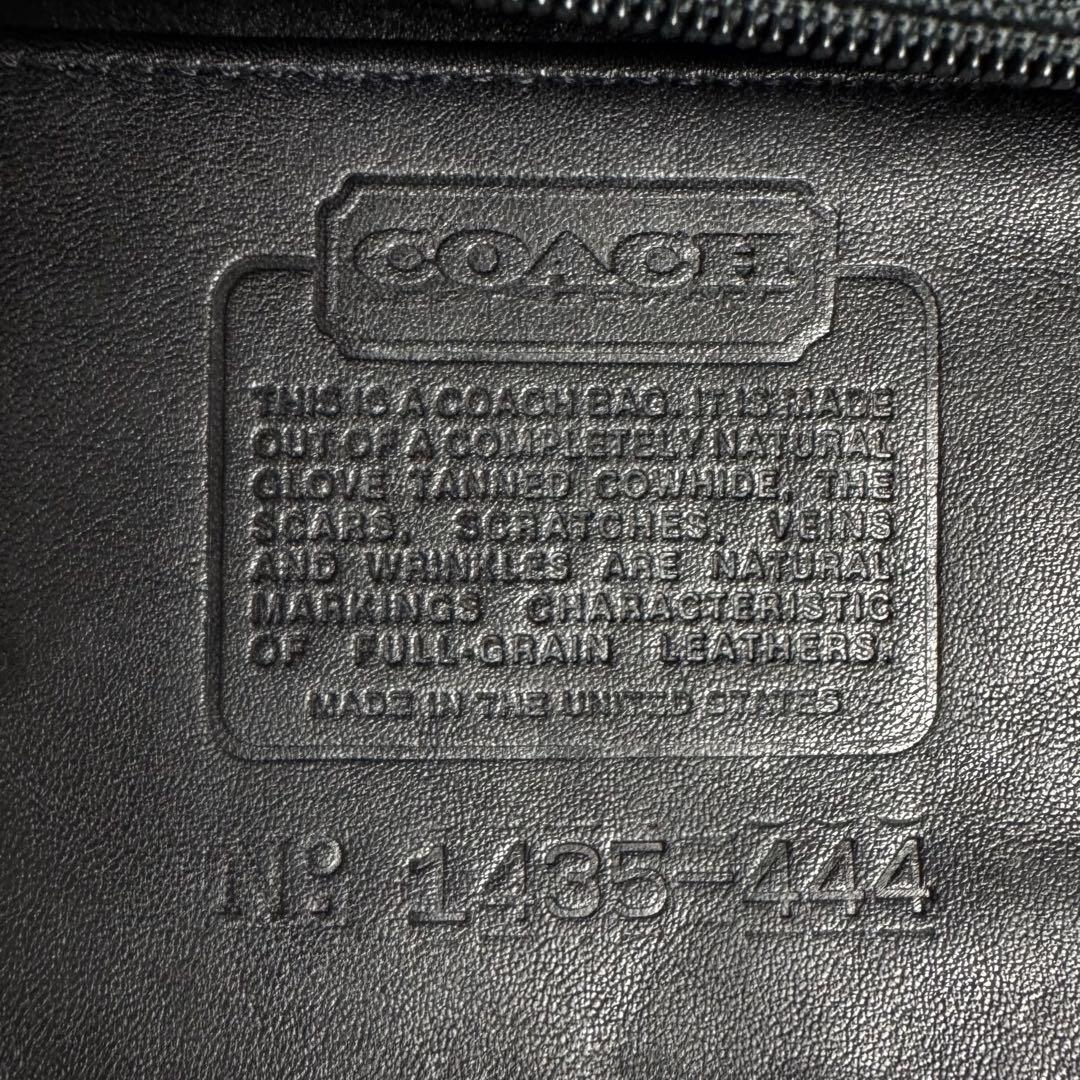 COACH
THIS IS A COACH BAG. IT IS MADE
OUT OF A COMPLETELY NATURAL
GLOVE TANNED COWHIDE, THE
SCARS, SCRATCHES, VEINS
AND WRINKLES ARE NATURAL
MARKINGS CHARACTERISTIC
OF FULL-GRAIN LEATHERS.
MADE IN THE UNITED STATES
Nº 1435-444